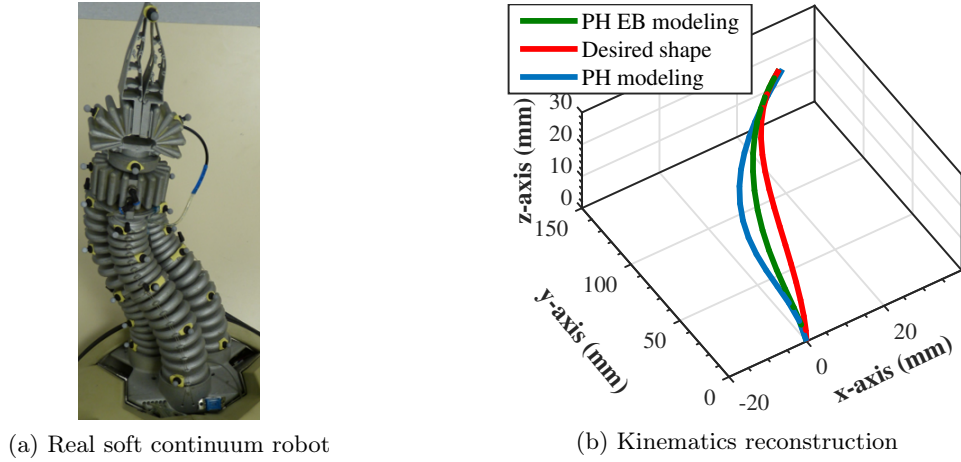 PH EB modeling
Desired shape
PH modeling
30
20
10
0
z-axis (mm)
150
100
50
0
y-axis (mm)
-20
0
20
x-axis (mm)
(a) Real soft continuum robot
(b) Kinematics reconstruction